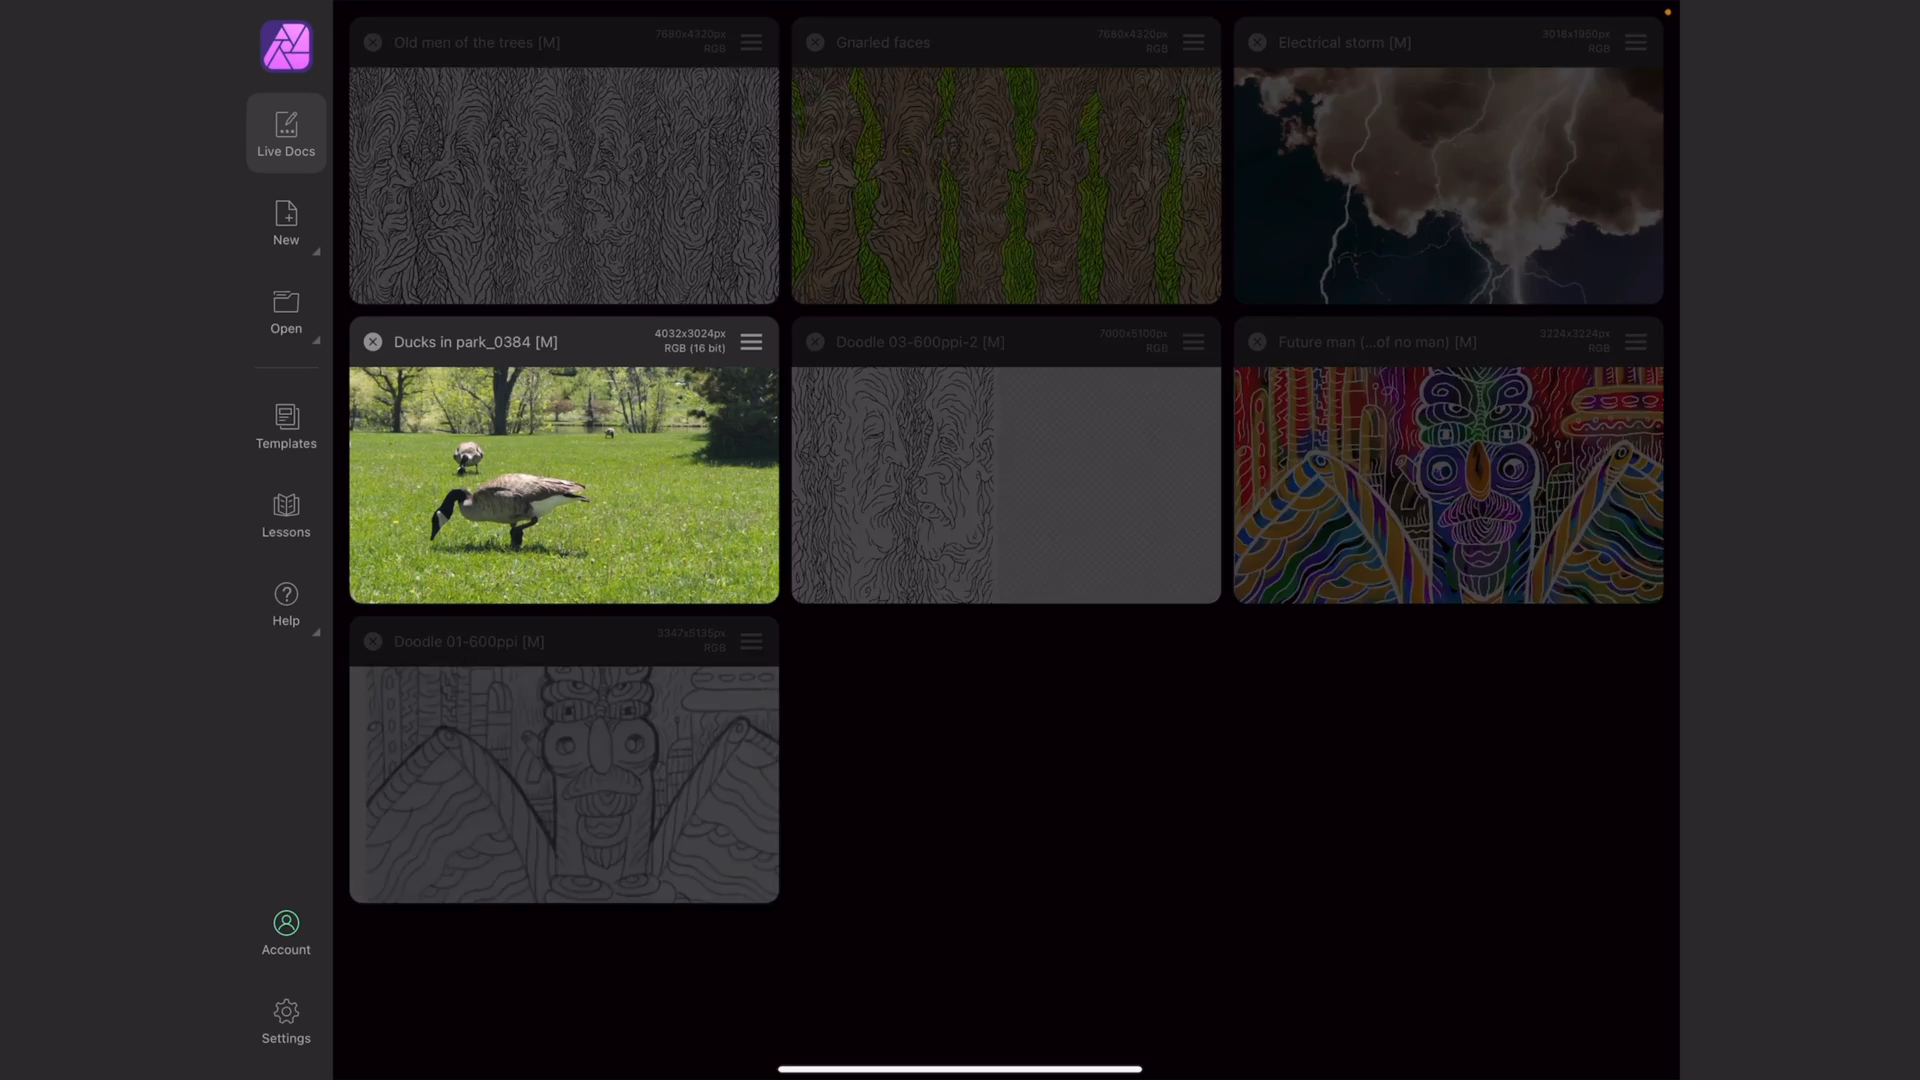 Live Docs
New
Open
Templates
Lessons
Help
Account
Settings
Old men of the trees [M]
7680x4320px
RGB
Gnarled faces
7680x4320px
RGB
Electrical storm [M]
3018x1950px
RGB
Ducks in park_0384 [M]
4032x3024px
RGB (16 bit)
Doodle 03-600ppi-2 [M]
7000x5100px
RGB
Future man (...of no man) [M]
3224x3224px
RGB
Doodle 01-600ppi [M]
3347x5135px
RGB